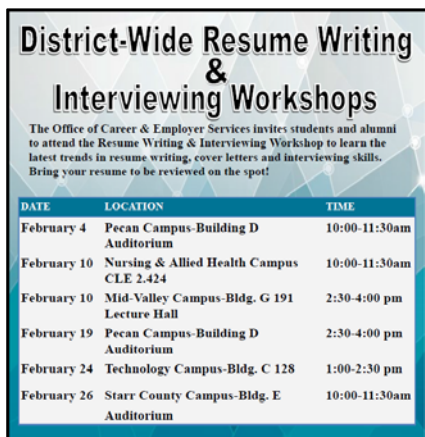 District-Wide Resume Writing
&
Interviewing Workshops
The Office of Career & Employer Services invites students and alumni
to attend the Resume Writing & Interviewing Workshop to learn the
latest trends in resume writing, cover letters and interviewing skills.
Bring your resume to be reviewed on the spot!
DATE LOCATION TIME
February 4 Pecan Campus-Building D 10:00-11:30am
Auditorium
February 10 Nursing & Allied Health Campus 10:00-11:30am
CLE 2.424
February 10 Mid-Valley Campus-Bldg. G 191 2:30-4:00 pm
Lecture Hall
February 19 Pecan Campus-Building D 2:30-4:00 pm
Auditorium
February 24 Technology Campus-Bldg. C 128 1:00-2:30 pm
February 26 Starr County Campus-Bldg. E 10:00-11:30am
Auditorium